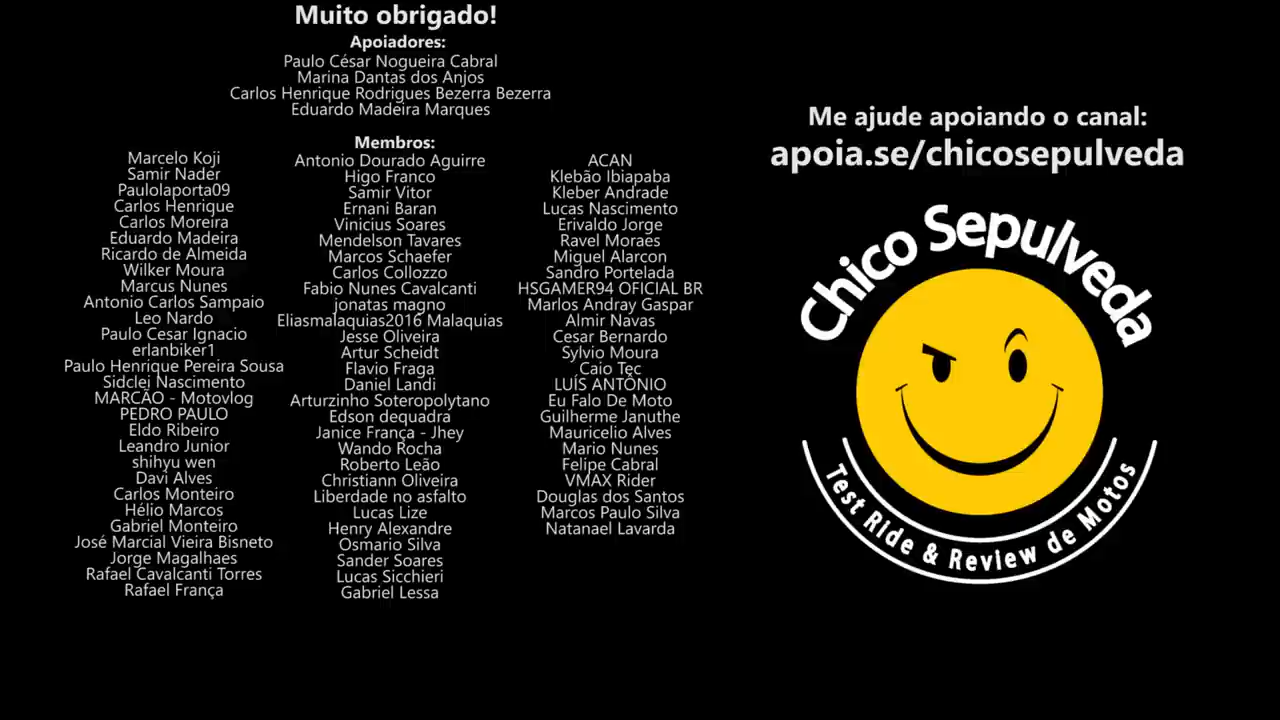 Muito obrigado!
Apoiadores:
Paulo César Nogueira Cabral
Marina Dantas dos Anjos
Carlos Henrique Rodrigues Bezerra Bezerra
Eduardo Madeira Marques
Membros:
Marcelo Koji
Samir Nader
Paulolaporta09
Carlos Henrique
Carlos Moreira
Eduardo Madeira
Ricardo de Almeida
Wilker Moura
Marcus Nunes
Antonio Carlos Sampaio
Leo Nardo
Paulo Cesar Ignacio
erlanbiker1
Paulo Henrique Pereira Sousa
Sidclei Nascimento
MARCÃO - Motovlog
PEDRO PAULO
Eldo Ribeiro
Leandro Junior
shihyu wen
Davi Alves
Carlos Monteiro
Hélio Marcos
Gabriel Monteiro
José Marcial Vieira Bisneto
Jorge Magalhaes
Rafael Cavalcanti Torres
Rafael França
Antonio Dourado Aguirre
Higo Franco
Samir Vitor
Ernani Baran
Vinicius Soares
Mendelson Tavares
Marcos Schaefer
Carlos Collozzo
Fabio Nunes Cavalcanti
jonatas magno
Eliasmalaquias2016 Malaquias
Jesse Oliveira
Artur Scheidt
Flavio Fraga
Daniel Landi
Arturzinho Soteropolytano
Edson dequadra
Janice França - Jhey
Wando Rocha
Roberto Leão
Christiann Oliveira
Liberdade no asfalto
Lucas Lize
Henry Alexandre
Osmario Silva
Sander Soares
Lucas Sicchieri
Gabriel Lessa
ACAN
Klebão Ibiapaba
Kleber Andrade
Lucas Nascimento
Erivaldo Jorge
Ravel Moraes
Miguel Alarcon
Sandro Portelada
HSGAMER94 OFICIAL BR
Marlos Andray Gaspar
Almir Navas
Cesar Bernardo
Sylvio Moura
Caio Tec
LUÍS ANTÔNIO
Eu Falo De Moto
Guilherme Januthe
Mauricelio Alves
Mario Nunes
Felipe Cabral
VMAX Rider
Douglas dos Santos
Marcos Paulo Silva
Natanael Lavarda
Me ajude apoiando o canal:
apoia.se/chicosepulveda
Chico Sepulveda
Test Ride & Review de Motos